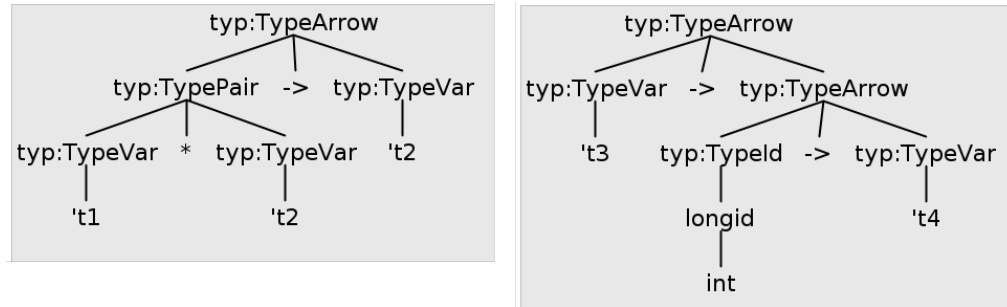 typ:TypeArrow
typ:TypePair -> typ:TypeVar
typ:TypeVar * typ:TypeVar 't2
't1 't2
typ:TypeArrow
typ:TypeVar -> typ:TypeArrow
't3 typ:TypeId -> typ:TypeVar
longid 't4
int